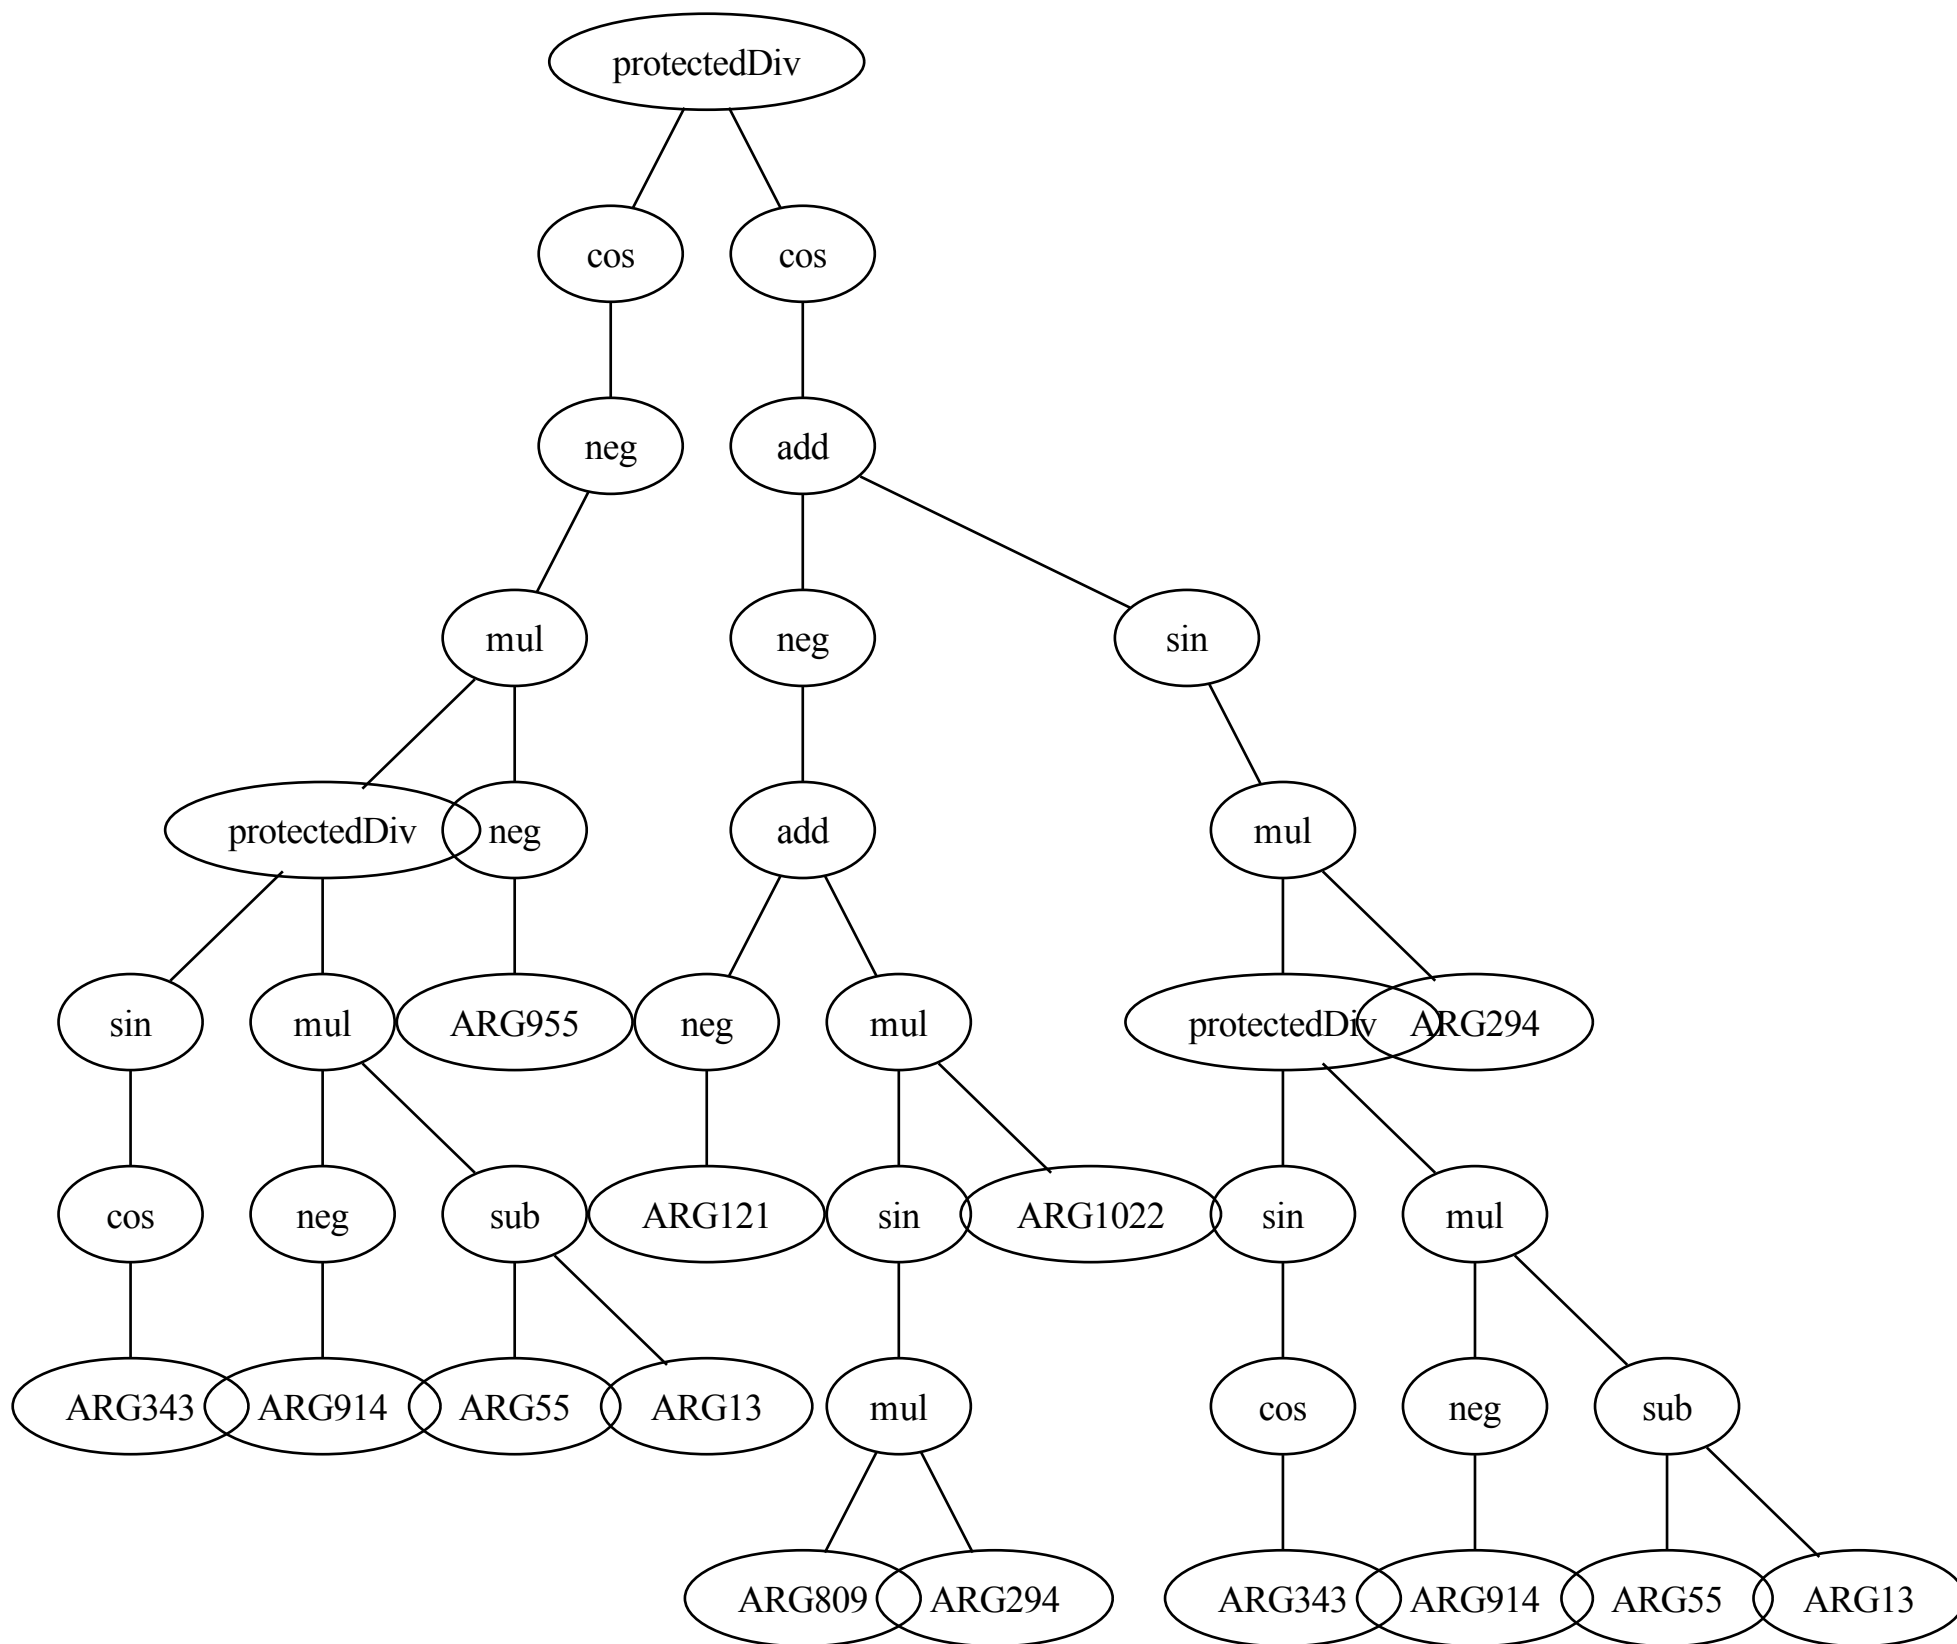 protectedDiv
cos cos
neg add
mul neg sin
protectedDiv neg add mul
sin mul ARG955 neg mul protectedDiv ARG294
cos neg sub ARG121 sin ARG1022 sin mul
ARG343 ARG914 ARG55 ARG13 mul cos neg sub
ARG809 ARG294 ARG343 ARG914 ARG55 ARG13